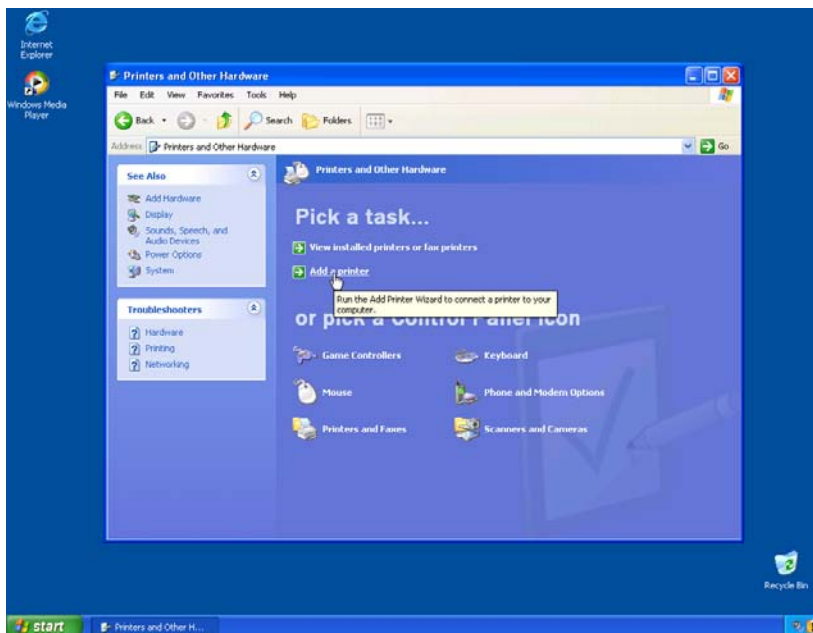 Internet
Explorer
Windows Media
Player
Printers and Other Hardware
File Edit View Favorites Tools Help
Back Search Folders
Address Printers and Other Hardware Go
See Also
Add Hardware
Display
Sounds, Speech, and
Audio Devices
Power Options
System
Troubleshooters
Hardware
Printing
Networking
Printers and Other Hardware
Pick a task...
View installed printers or fax printers
Add a printer
Run the Add Printer Wizard to connect a printer to your
computer.
or pick a Control Panel icon
Game Controllers
Keyboard
Mouse
Phone and Modem Options
Printers and Faxes
Scanners and Cameras
Recycle Bin
start
Printers and Other H...